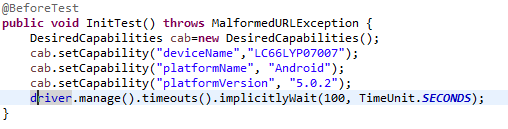 @BeforeTest
public void InitTest() throws MalformedURLException {
DesiredCapabilities cab=new DesiredCapabilities();
cab.setCapability("deviceName","LC66LYP07007");
cab.setCapability("platformName", "Android");
cab.setCapability("platformVersion", "5.0.2");
driver.manage().timeouts().implicitlyWait(100, TimeUnit.SECONDS);
}